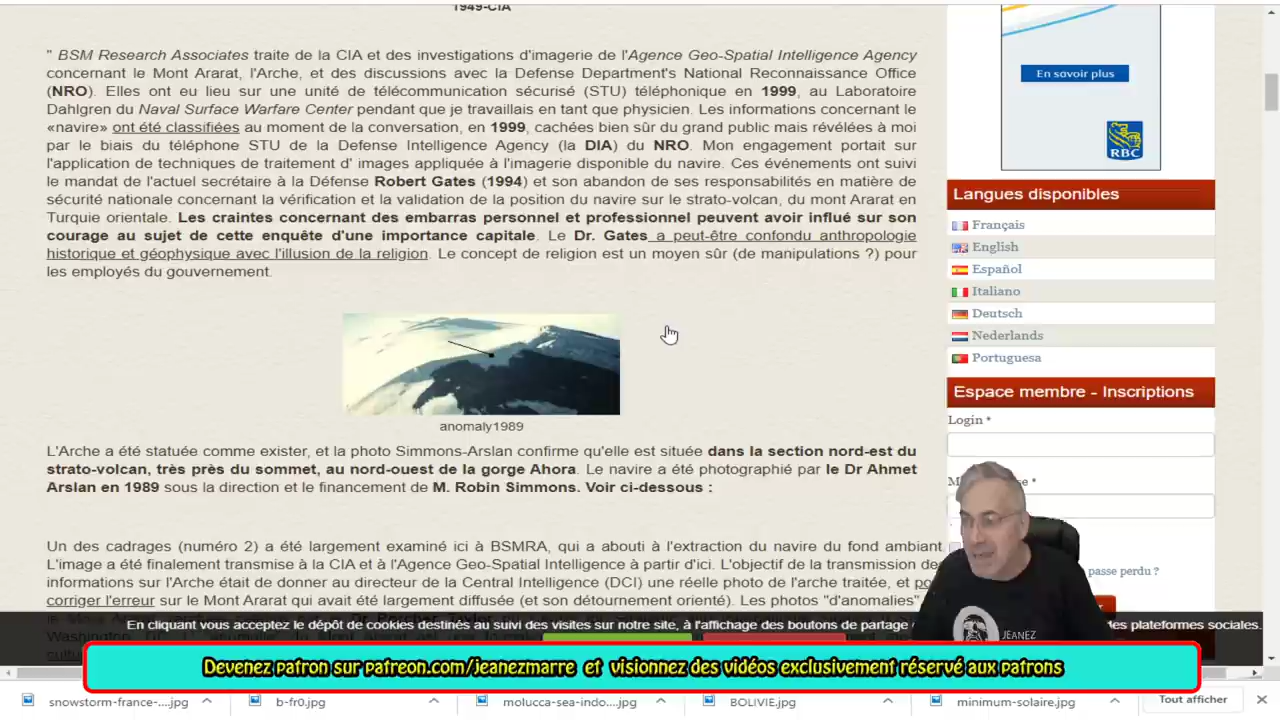 1949-CIA
" BSM Research Associates traite de la CIA et des investigations d'imagerie de l'Agence Geo-Spatial Intelligence Agency
concernant le Mont Ararat, l'Arche, et des discussions avec la Defense Department's National Reconnaissance Office
(NRO). Elles ont eu lieu sur une unité de télécommunication sécurisé (STU) téléphonique en 1999, au Laboratoire
Dahlgren du Naval Surface Warfare Center pendant que je travaillais en tant que physicien. Les informations concernant le
«navire» ont été classifiées au moment de la conversation, en 1999, cachées bien sûr du grand public mais révélées à moi
par le biais du téléphone STU de la Defense Intelligence Agency (la DIA) du NRO. Mon engagement portait sur
l'application de techniques de traitement d' images appliquée à l'imagerie disponible du navire. Ces événements ont suivi
le mandat de l'actuel secrétaire à la Défense Robert Gates (1994) et son abandon de ses responsabilités en matière de
sécurité nationale concernant la vérification et la validation de la position du navire sur le strato-volcan, du mont Ararat en
Turquie orientale. Les craintes concernant des embarras personnel et professionnel peuvent avoir influé sur son
courage au sujet de cette enquête d'une importance capitale. Le Dr. Gates a peut-être confondu anthropologie
historique et géophysique avec l'illusion de la religion. Le concept de religion est un moyen sûr (de manipulations ?) pour
les employés du gouvernement.
anomaly1989
L'Arche a été statuée comme exister, et la photo Simmons-Arslan confirme qu'elle est située dans la section nord-est du
strato-volcan, très près du sommet, au nord-ouest de la gorge Ahora. Le navire a été photographié par le Dr Ahmet
Arslan en 1989 sous la direction et le financement de M. Robin Simmons. Voir ci-dessous :
Un des cadrages (numéro 2) a été largement examiné ici à BSMRA, qui a abouti à l'extraction du navire du fond ambiant
L'image a été finalement transmise à la CIA et à l'Agence Geo-Spatial Intelligence à partir d'ici. L'objectif de la transmission de
informations sur l'Arche était de donner au directeur de la Central Intelligence (DCI) une réelle photo de l'arche traitée, et
corriger l'erreur sur le Mont Ararat qui avait été largement diffusée (et son détournement orienté). Les photos "d'anomalies"
En savoir plus
RBC
Langues disponibles
Français
English
Español
Italiano
Deutsch
Nederlands
Portuguesa
Espace membre - Inscriptions
Login *
passe perdu ?
JEANEZ
En cliquant vous acceptez le dépôt de cookies destinés au suivi des visites sur notre site, à l'affichage des boutons de partage
des plateformes sociales.
Devenez patron sur patreon.com/jeanezmarre et visionnez des vidéos exclusivement réservé aux patrons
snowstorm-france-....jpg
b-fr0.jpg
molucca-sea-indo....jpg
BOLIVIE.jpg
minimum-solaire.jpg
Tout afficher